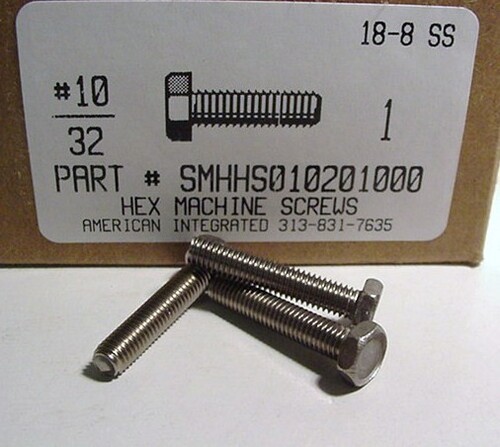 18-8 SS
#10
32
1
PART # SMHHS010201000
HEX MACHINE SCREWS
AMERICAN INTEGRATED 313-831-7635